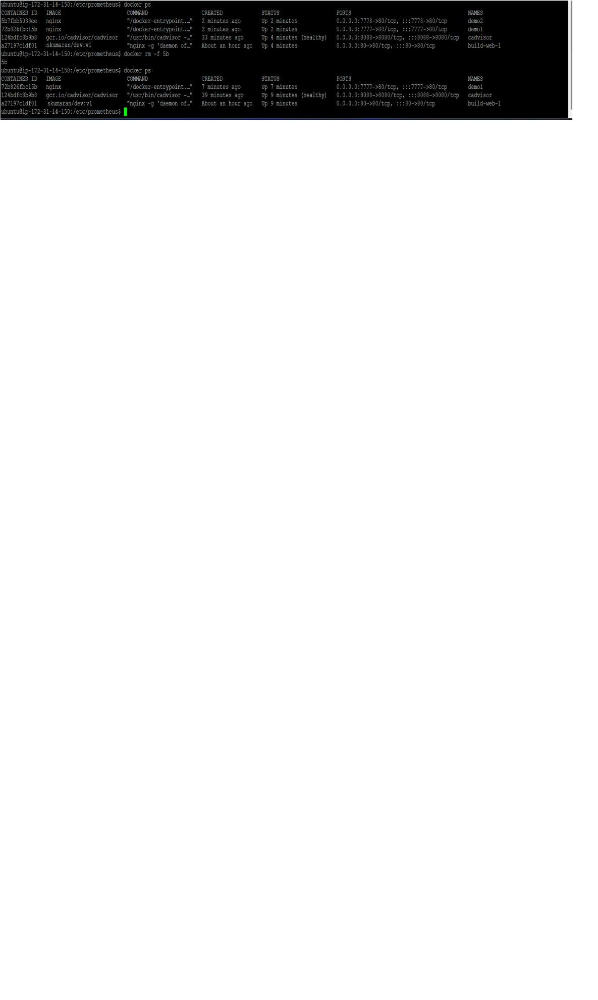 ubuntu@ip-172-31-14-150:/etc/prometheus$ docker ps
CONTAINER ID   IMAGE                     COMMAND                  CREATED             STATUS                   PORTS                                       NAMES
5b7fbb5088ee   nginx                     "/docker-entrypoint.…"   2 minutes ago       Up 2 minutes             0.0.0.0:7778->80/tcp, :::7778->80/tcp       demo2
72b826fbc15b   nginx                     "/docker-entrypoint.…"   2 minutes ago       Up 2 minutes             0.0.0.0:7777->80/tcp, :::7777->80/tcp       demo1
124bdfc8b9b8   gcr.io/cadvisor/cadvisor   "/usr/bin/cadvisor -…"   33 minutes ago      Up 4 minutes (healthy)   0.0.0.0:8088->8080/tcp, :::8088->8080/tcp   cadvisor
a27197c1df01   skumaran/dev:v1           "nginx -g 'daemon of…"   About an hour ago   Up 4 minutes             0.0.0.0:80->80/tcp, :::80->80/tcp           build-web-1
ubuntu@ip-172-31-14-150:/etc/prometheus$ docker rm -f 5b
5b
ubuntu@ip-172-31-14-150:/etc/prometheus$ docker ps
CONTAINER ID   IMAGE                     COMMAND                  CREATED             STATUS                   PORTS                                       NAMES
72b826fbc15b   nginx                     "/docker-entrypoint.…"   7 minutes ago       Up 7 minutes             0.0.0.0:7777->80/tcp, :::7777->80/tcp       demo1
124bdfc8b9b8   gcr.io/cadvisor/cadvisor   "/usr/bin/cadvisor -…"   39 minutes ago      Up 9 minutes (healthy)   0.0.0.0:8088->8080/tcp, :::8088->8080/tcp   cadvisor
a27197c1df01   skumaran/dev:v1           "nginx -g 'daemon of…"   About an hour ago   Up 9 minutes             0.0.0.0:80->80/tcp, :::80->80/tcp           build-web-1
ubuntu@ip-172-31-14-150:/etc/prometheus$